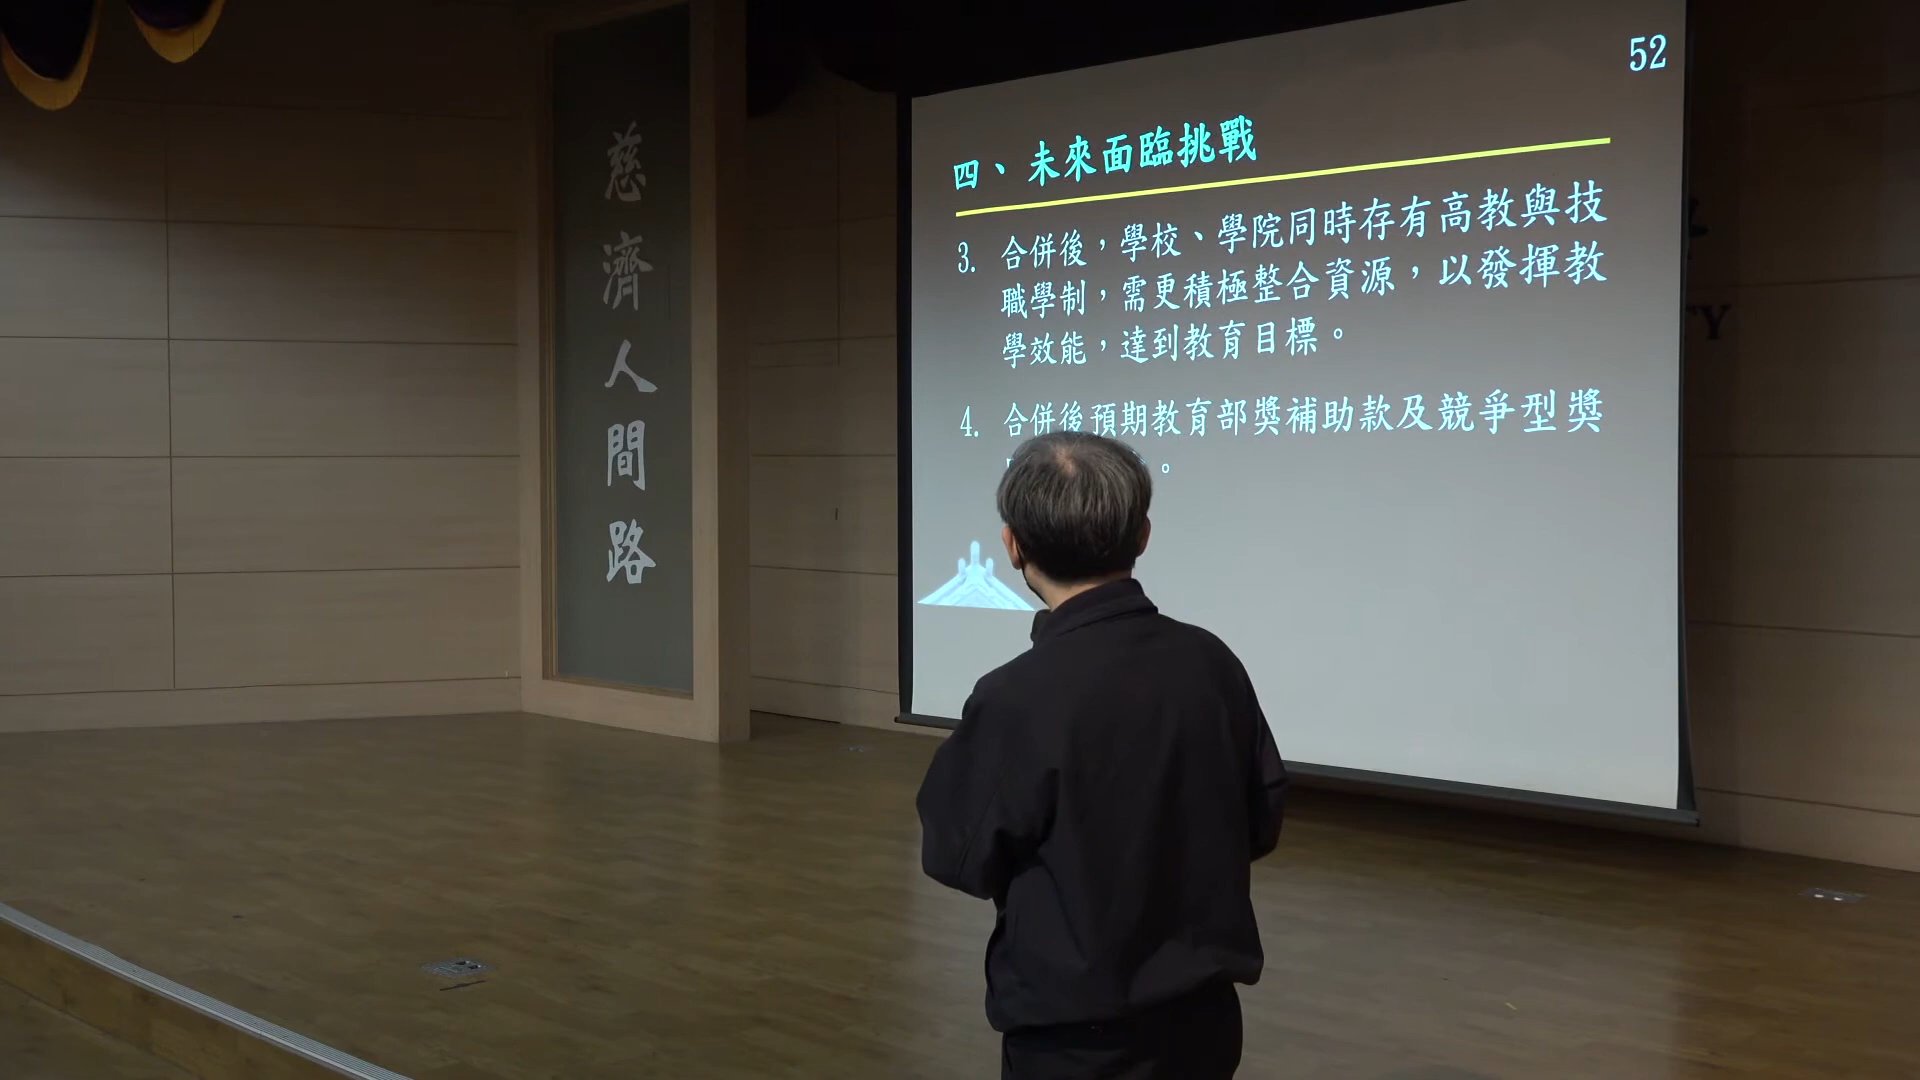 慈濟人間路
52
四、未來面臨挑戰
3. 合併後，學校、學院同時存有高教與技
職學制，需更積極整合資源，以發揮教
學效能，達到教育目標。
4. 合併後預期教育部獎補助款及競爭型獎
。